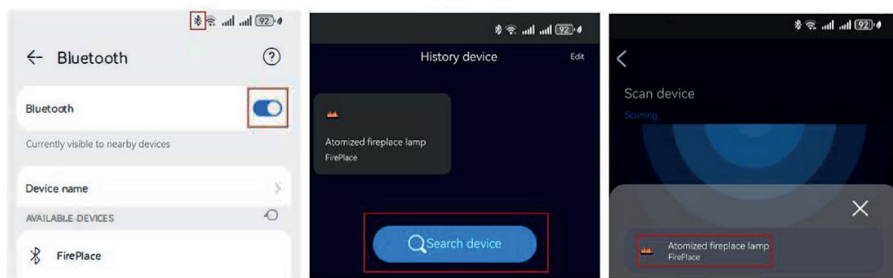 92
Bluetooth
?
Bluetooth
Currently visible to nearby devices
Device name
AVAILABLE DEVICES
FirePlace
92
History device
Edit
Atomized fireplace lamp
FirePlace
Search device
92
Scan device
Scaning
Atomized fireplace lamp
FirePlace